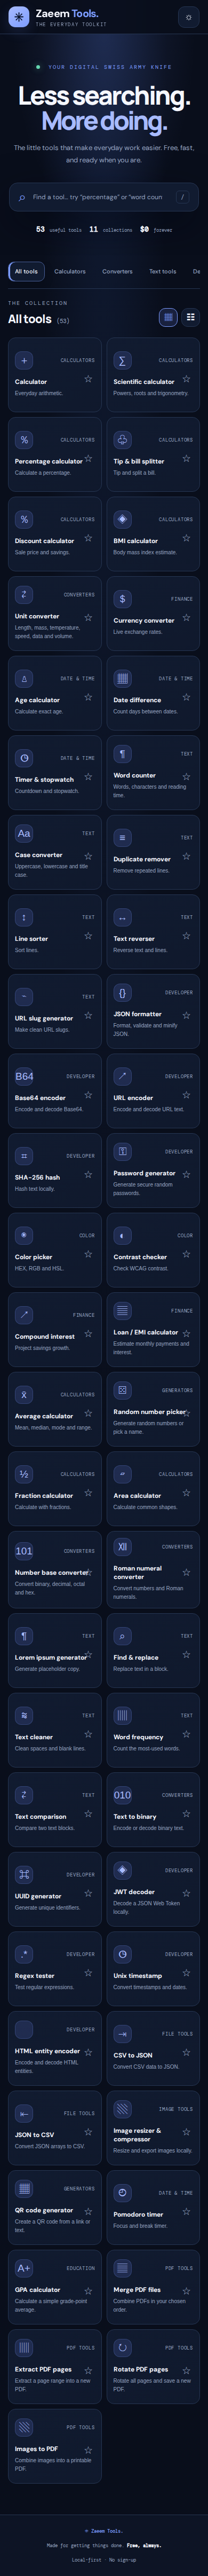 Zaeem Tools.
THE EVERYDAY TOOLKIT
YOUR DIGITAL SWISS ARMY KNIFE
Less searching.
More doing.
The little tools that make everyday work easier. Free, fast,
and ready when you are.
Find a tool... try "percentage" or "word coun
/
53 useful tools 11 collections $0 forever
All tools Calculators Converters Text tools De
THE COLLECTION
All tools (53)
CALCULATORS
Calculator
Everyday arithmetic.
CALCULATORS
Scientific calculator
Powers, roots and trigonometry.
CALCULATORS
Percentage calculator
Calculate a percentage.
CALCULATORS
Tip & bill splitter
Tip and split a bill.
CALCULATORS
Discount calculator
Sale price and savings.
CALCULATORS
BMI calculator
Body mass index estimate.
CONVERTERS
Unit converter
Length, mass, temperature,
speed, data and volume.
FINANCE
Currency converter
Live exchange rates.
DATE & TIME
Age calculator
Calculate exact age.
DATE & TIME
Date difference
Count days between dates.
DATE & TIME
Timer & stopwatch
Countdown and stopwatch.
TEXT
Word counter
Words, characters and reading
time.
Aa
TEXT
Case converter
Uppercase, lowercase and title
case.
TEXT
Duplicate remover
Remove repeated lines.
TEXT
Line sorter
Sort lines.
TEXT
Text reverser
Reverse text and lines.
TEXT
URL slug generator
Make clean URL slugs.
{}
DEVELOPER
JSON formatter
Format, validate and minify
JSON.
B64
DEVELOPER
Base64 encoder
Encode and decode Base64.
DEVELOPER
URL encoder
Encode and decode URL text.
DEVELOPER
SHA-256 hash
Hash text locally.
DEVELOPER
Password generator
Generate secure random
passwords.
COLOR
Color picker
HEX, RGB and HSL.
COLOR
Contrast checker
Check WCAG contrast.
FINANCE
Compound interest
Project savings growth.
FINANCE
Loan / EMI calculator
Estimate monthly payments and
interest.
CALCULATORS
Average calculator
Mean, median, mode and range.
GENERATORS
Random number picker
Generate random numbers or
pick a name.
½
CALCULATORS
Fraction calculator
Calculate with fractions.
CALCULATORS
Area calculator
Calculate common shapes.
101
CONVERTERS
Number base converter
Convert binary, decimal, octal
and hex.
XII
CONVERTERS
Roman numeral
converter
Convert numbers and Roman
numerals.
TEXT
Lorem ipsum generator
Generate placeholder copy.
TEXT
Find & replace
Replace text in a block.
TEXT
Text cleaner
Clean spaces and blank lines.
TEXT
Word frequency
Count the most-used words.
TEXT
Text comparison
Compare two text blocks.
010
CONVERTERS
Text to binary
Encode or decode binary text.
DEVELOPER
UUID generator
Generate unique identifiers.
DEVELOPER
JWT decoder
Decode a JSON Web Token
locally.
.*
DEVELOPER
Regex tester
Test regular expressions.
DEVELOPER
Unix timestamp
Convert timestamps and dates.
DEVELOPER
HTML entity encoder
Encode and decode HTML
entities.
FILE TOOLS
CSV to JSON
Convert CSV data to JSON.
FILE TOOLS
JSON to CSV
Convert JSON arrays to CSV.
IMAGE TOOLS
Image resizer &
compressor
Resize and export images locally.
GENERATORS
QR code generator
Create a QR code from a link or
text.
DATE & TIME
Pomodoro timer
Focus and break timer.
A+
EDUCATION
GPA calculator
Calculate a simple grade-point
average.
PDF TOOLS
Merge PDF files
Combine PDFs in your chosen
order.
PDF TOOLS
Extract PDF pages
Extract a page range into a new
PDF.
PDF TOOLS
Rotate PDF pages
Rotate all pages and save a new
PDF.
PDF TOOLS
Images to PDF
Combine images into a printable
PDF.
Zaeem Tools.
Made for getting things done. Free, always.
Local-first · No sign-up